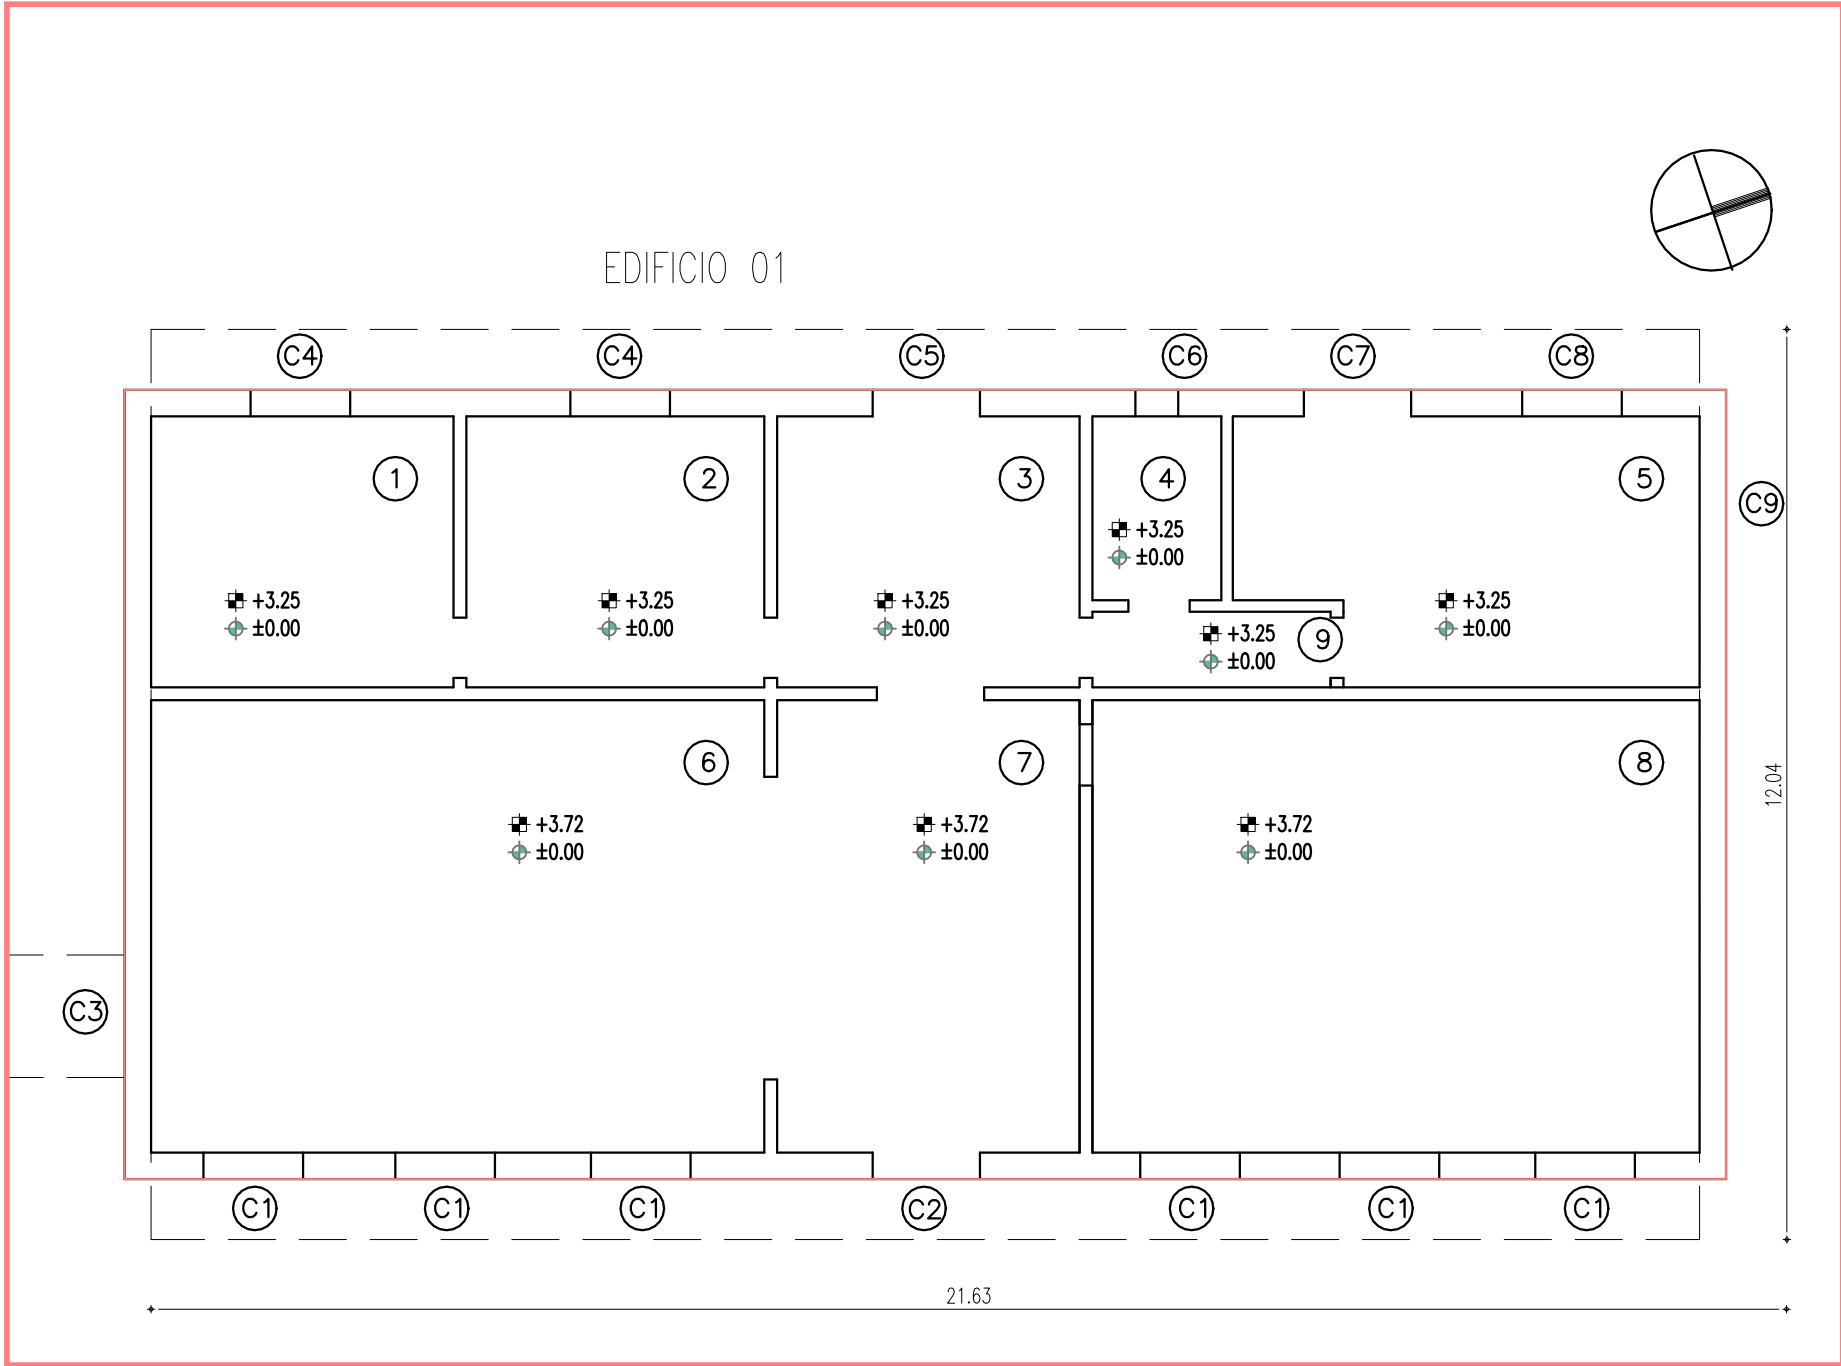 EDIFICIO 01
C4 C4 C5 C6 C7 C8
1 2 3 4 5
C9
+3.25
±0.00
+3.25 +3.25 +3.25 +3.25
±0.00 ±0.00 ±0.00 ±0.00
+3.25 9
±0.00
6 7 8
12.04
+3.72 +3.72 +3.72
±0.00 ±0.00 ±0.00
C3
C1 C1 C1 C2 C1 C1 C1
21.63